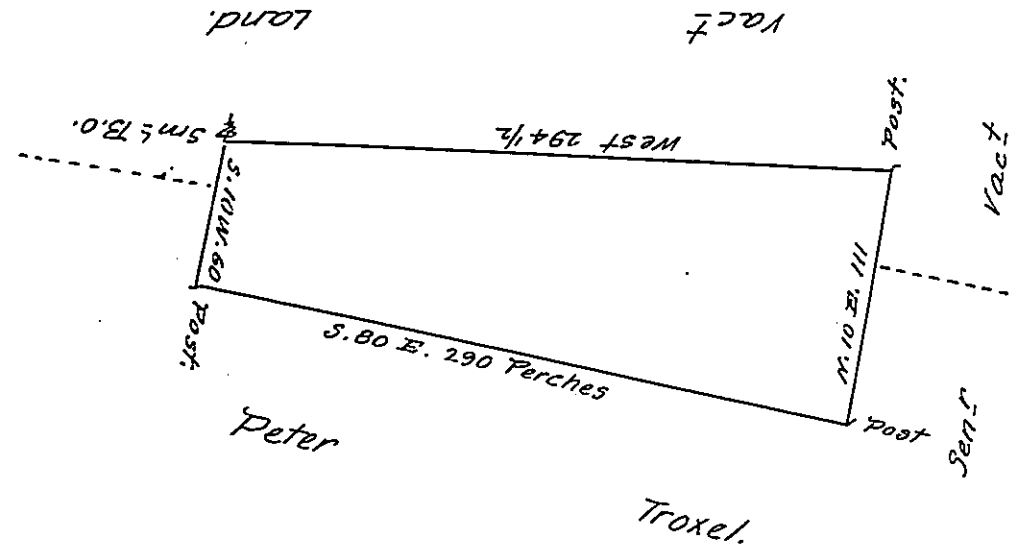 Vac<u>t</u>
Land.
Post.
Vac<u>t</u>
Sm<u>l</u> B.O.
West 294 1/2
S. 10 W. 60
N. 10 E. 111
Post.
S. 80 E. 290 Perches
Post
Peter
Troxel.
Sen<u>r</u>